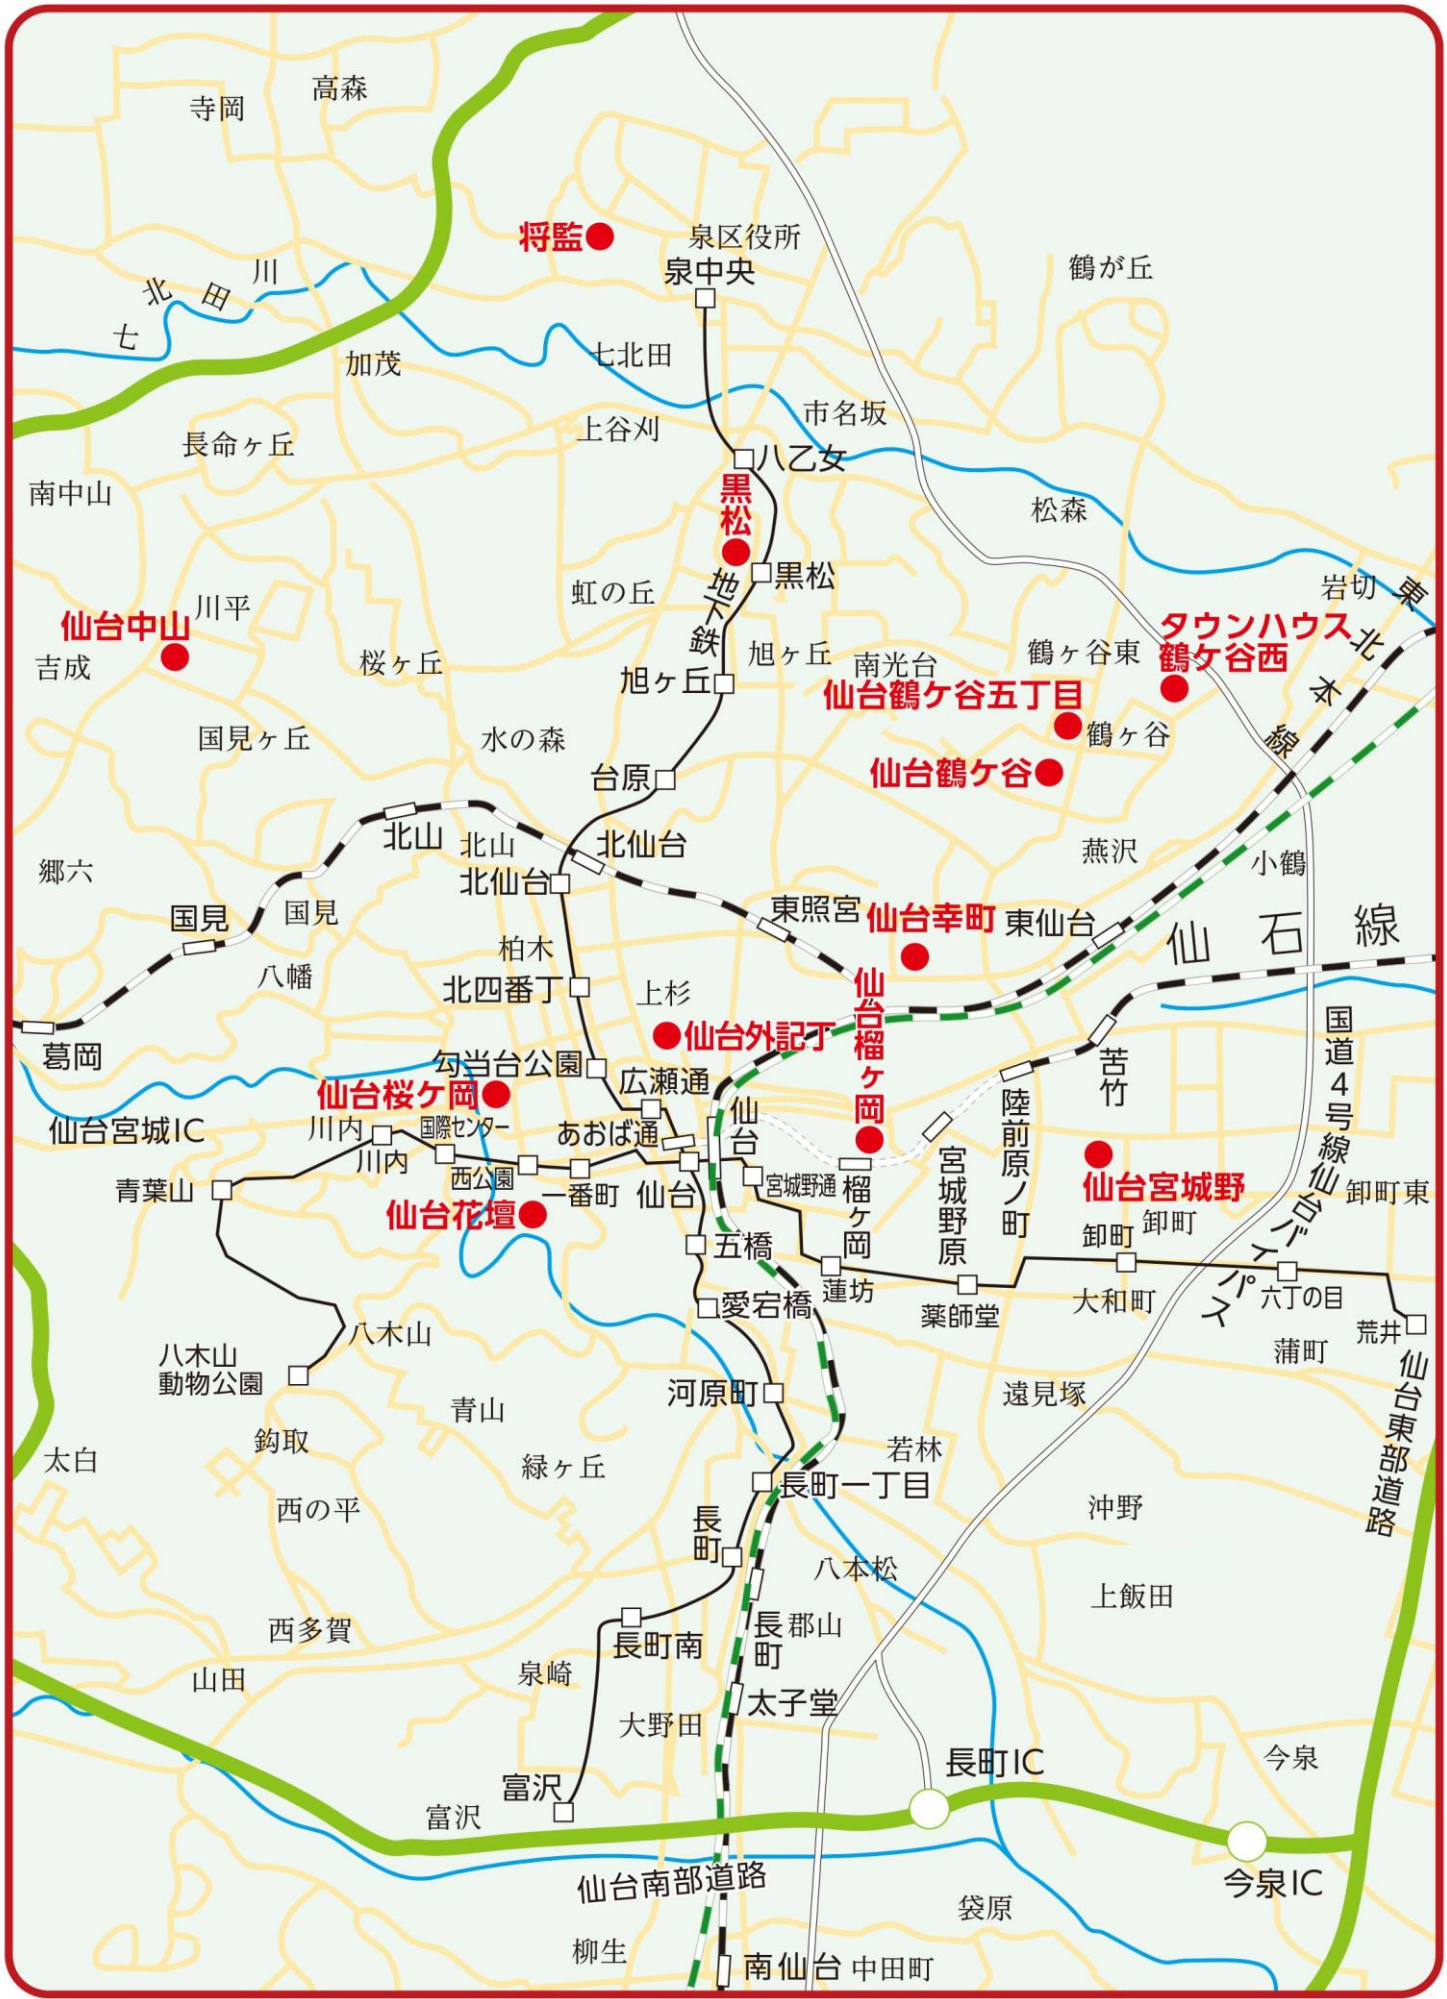 高森
寺岡
将監
泉区役所
泉中央
鶴が丘
七北田川
加茂
七北田
市名坂
上谷刈
長命ヶ丘
八乙女
南中山
黒松
松森
地下鉄
黒松
虹の丘
岩切
東北本線
川平
仙台中山
吉成
桜ヶ丘
旭ヶ丘
旭ヶ丘
南光台
鶴ヶ谷東
タウンハウス
鶴ケ谷西
仙台鶴ケ谷五丁目
鶴ヶ谷
国見ヶ丘
水の森
台原
仙台鶴ケ谷
北山
北山
北仙台
北仙台
燕沢
小鶴
郷六
国見
国見
東照宮
仙台幸町
東仙台
仙石線
柏木
八幡
北四番丁
上杉
仙台榴ヶ岡
仙台外記丁
葛岡
勾当台公園
広瀬通
苦竹
国道4号線仙台バイパス
仙台桜ケ岡
仙台宮城IC
川内
川内
国際センター
あおば通
仙台
陸前原ノ町
宮城野原
青葉山
西公園
一番町
仙台
宮城野通
榴ヶ岡
仙台宮城野
卸町東
仙台花壇
五橋
卸町
卸町
蓮坊
愛宕橋
薬師堂
大和町
六丁の目
荒井
八木山
八木山
動物公園
蒲町
仙台東部道路
河原町
遠見塚
青山
鈎取
太白
緑ヶ丘
若林
長町一丁目
西の平
沖野
長町
八本松
上飯田
西多賀
長町南
長町
郡山
山田
泉崎
太子堂
大野田
長町IC
今泉
富沢
富沢
仙台南部道路
今泉IC
袋原
柳生
南仙台
中田町